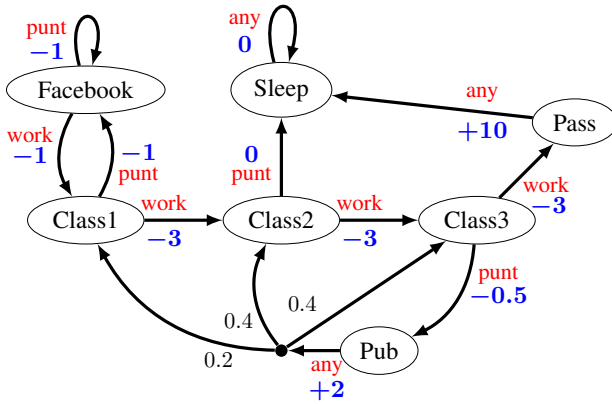 punt
−1
any
0
Facebook
Sleep
any
+10
Pass
work
−1
−1
punt
0
punt
work
−3
Class1
work
−3
Class2
work
−3
Class3
punt
−0.5
0.2
0.4
0.4
any
+2
Pub